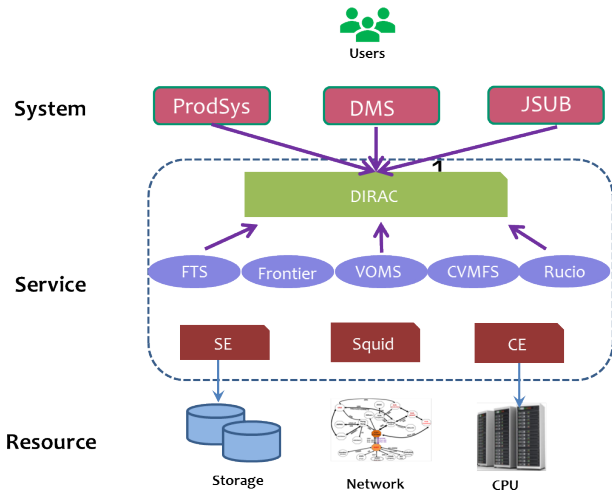 Users
System
ProdSys
DMS
JSUB
1
DIRAC
Service
FTS
Frontier
VOMS
CVMFS
Rucio
SE
Squid
CE
Resource
Storage
Network
CPU